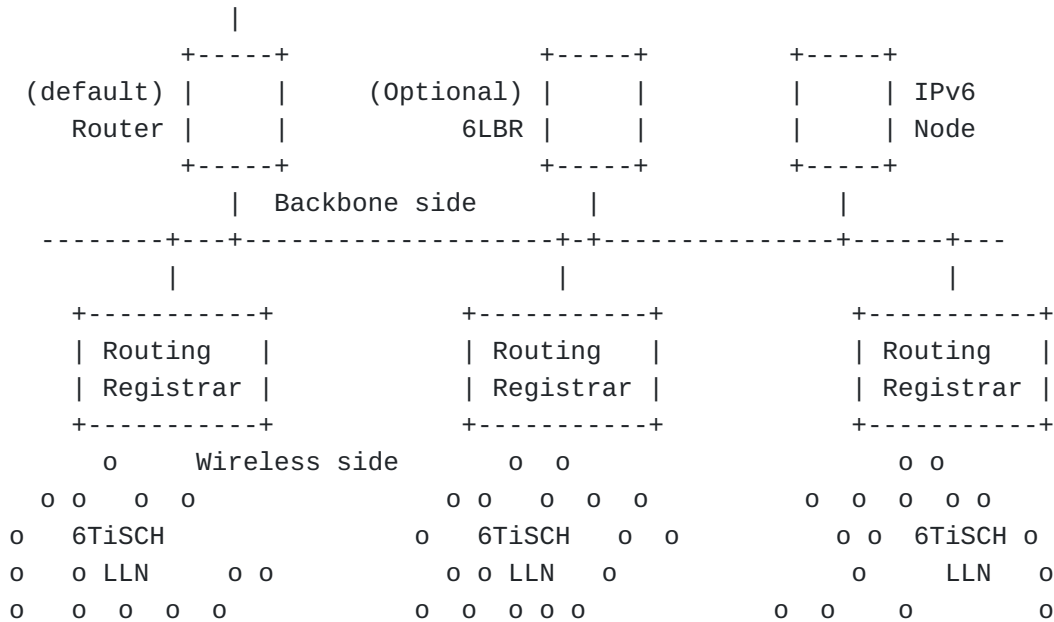 (default) (Optional) IPv6
Router 6LBR Node
Backbone side
Routing Routing Routing
Registrar Registrar Registrar
o Wireless side o o o o
o o o o o o o o o o o o o o
o 6TiSCH o 6TiSCH o o o o 6TiSCH o
o o LLN o o o o LLN o o LLN o
o o o o o o o o o o o o o o